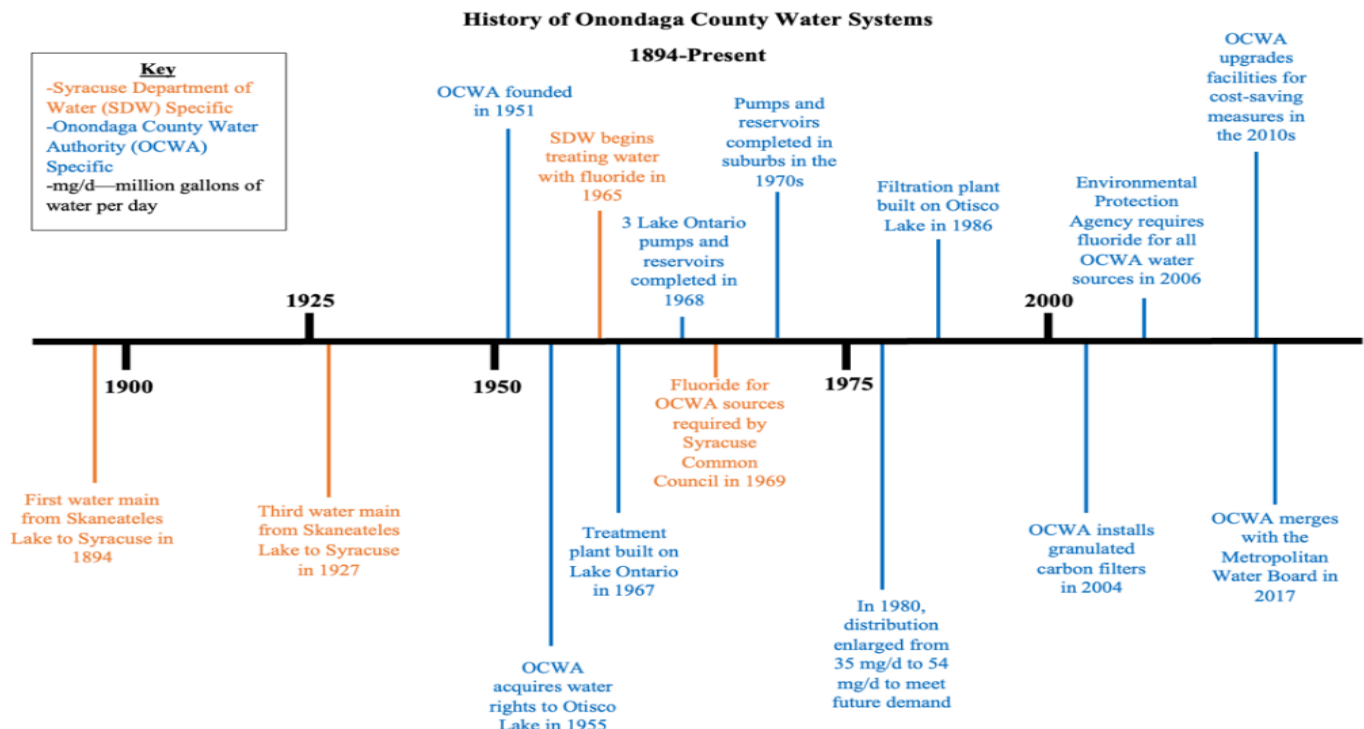 History of Onondaga County Water Systems
1894-Present
Key
-Syracuse Department of
Water (SDW) Specific
-Onondaga County Water
Authority (OCWA)
Specific
-mg/d—million gallons of
water per day
OCWA founded
in 1951
SDW begins
treating water
with fluoride in
1965
3 Lake Ontario
pumps and
reservoirs
completed in
1968
Pumps and
reservoirs
completed in
suburbs in the
1970s
Filtration plant
built on Otisco
Lake in 1986
Environmental
Protection
Agency requires
fluoride for all
OCWA water
sources in 2006
OCWA
upgrades
facilities for
cost-saving
measures in
the 2010s
1925
2000
1900
1950
1975
First water main
from Skaneateles
Lake to Syracuse in
1894
Third water main
from Skaneateles
Lake to Syracuse
in 1927
OCWA
acquires water
rights to Otisco
Lake in 1955
Treatment
plant built on
Lake Ontario
in 1967
Fluoride for
OCWA sources
required by
Syracuse
Common
Council in 1969
In 1980,
distribution
enlarged from
35 mg/d to 54
mg/d to meet
future demand
OCWA installs
granulated
carbon filters
in 2004
OCWA merges
with the
Metropolitan
Water Board in
2017